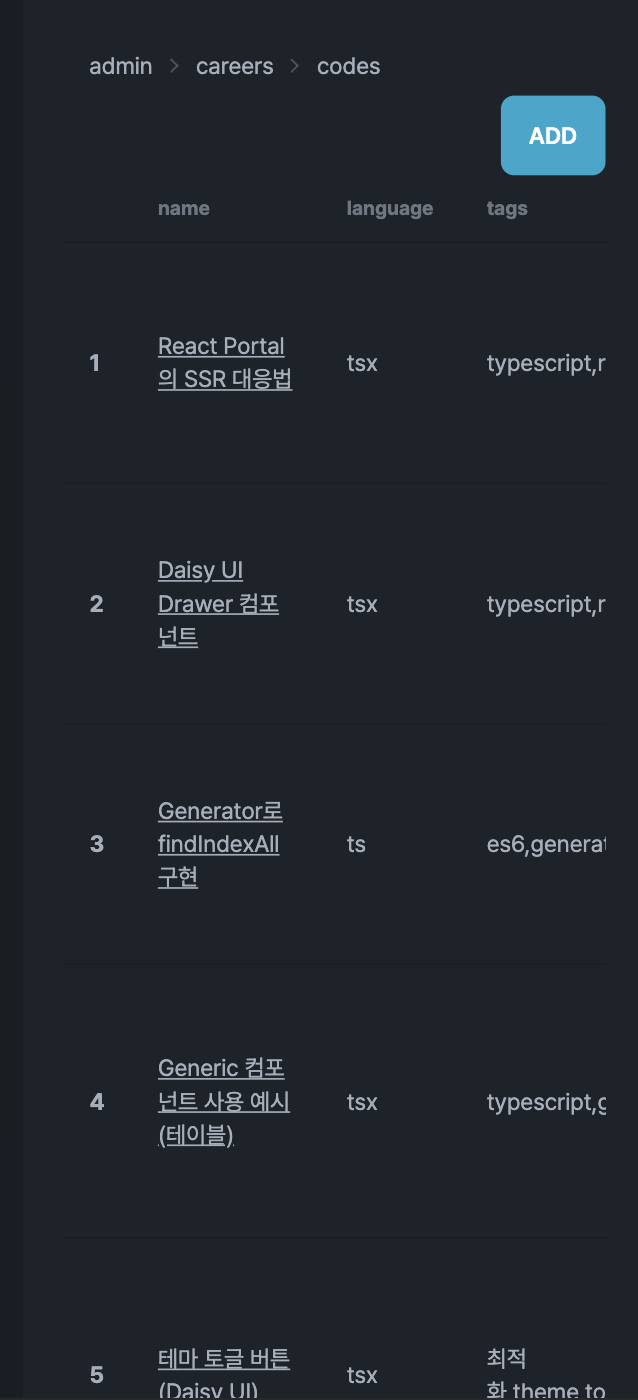 admin > careers > codes
ADD
name language tags
1 React Portal
의 SSR 대응법 tsx typescript,r
2 Daisy UI
Drawer 컴포
넌트 tsx typescript,r
3 Generator로
findIndexAll
구현 ts es6,generat
4 Generic 컴포
넌트 사용 예시
(테이블) tsx typescript,g
5 테마 토글 버튼
(Daisy UI) tsx 최적
화 theme to